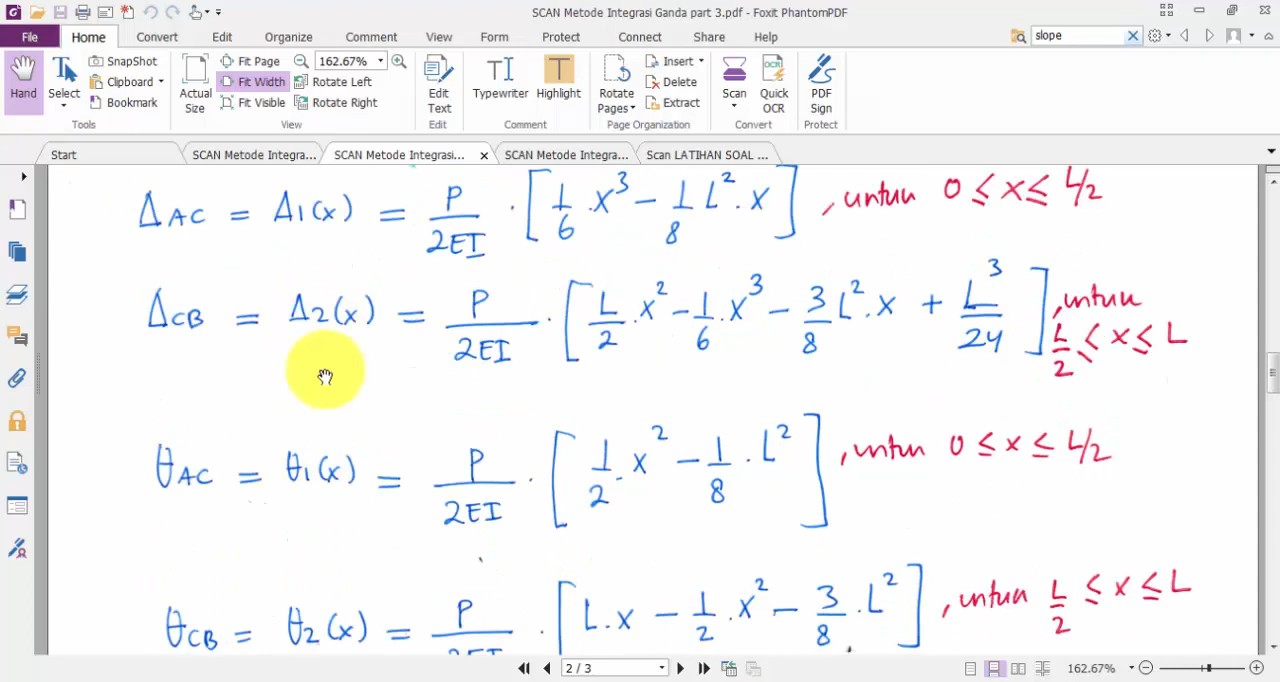 SCAN Metode Integrasi Ganda part 3.pdf - Foxit PhantomPDF
File Home Convert Edit Organize Comment View Form Protect Connect Share Help slope
SnapShot Fit Page 162.67% Insert
Clipboard Fit Width Rotate Left Delete
Bookmark Fit Visible Rotate Right Extract
Hand Select Actual Size Edit Text Typewriter Highlight Rotate Pages Scan Quick OCR PDF Sign
Tools View Edit Comment Page Organization Convert Protect
Start SCAN Metode Integra... SCAN Metode Integrasi... SCAN Metode Integra... Scan LATIHAN SOAL ...
Δ AC = Δ1(x) = P/2EI · [1/6 . x³ − 1/8 L² . x] , untuk 0 ≤ x ≤ L/2
Δ CB = Δ2(x) = P/2EI · [L/2 . x² − 1/6 . x³ − 3/8 L² . x + L³/24] , untuk L/2 ≤ x ≤ L
θ AC = θ1(x) = P/2EI · [1/2 . x² − 1/8 . L²] , untuk 0 ≤ x ≤ L/2
θ CB = θ2(x) = P/2EI · [L.x − 1/2 . x² − 3/8 . L²] , untuk L/2 ≤ x ≤ L
2 / 3 162.67%